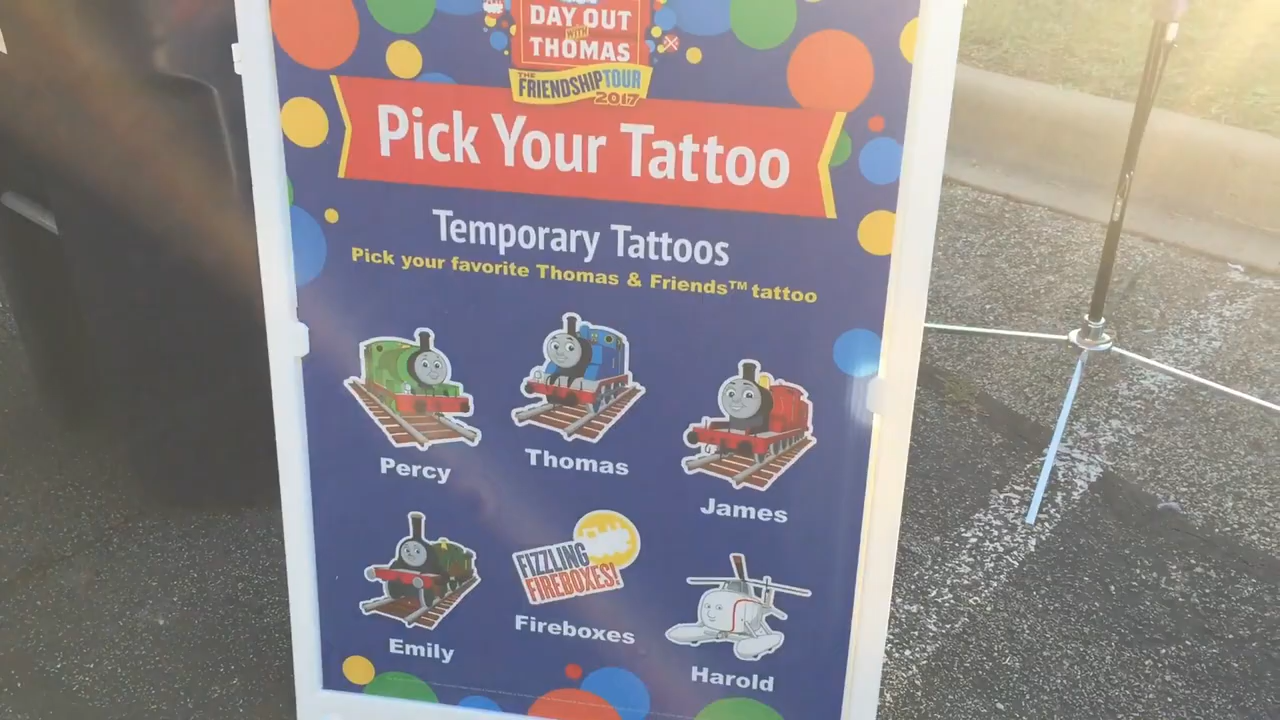 DAY OUT
WITH
THOMAS
THE
FRIENDSHIP TOUR
2017
Pick Your Tattoo
Temporary Tattoos
Pick your favorite Thomas & Friends™ tattoo
Percy
Thomas
James
FIZZLING
FIREBOXES!
Emily
Fireboxes
Harold